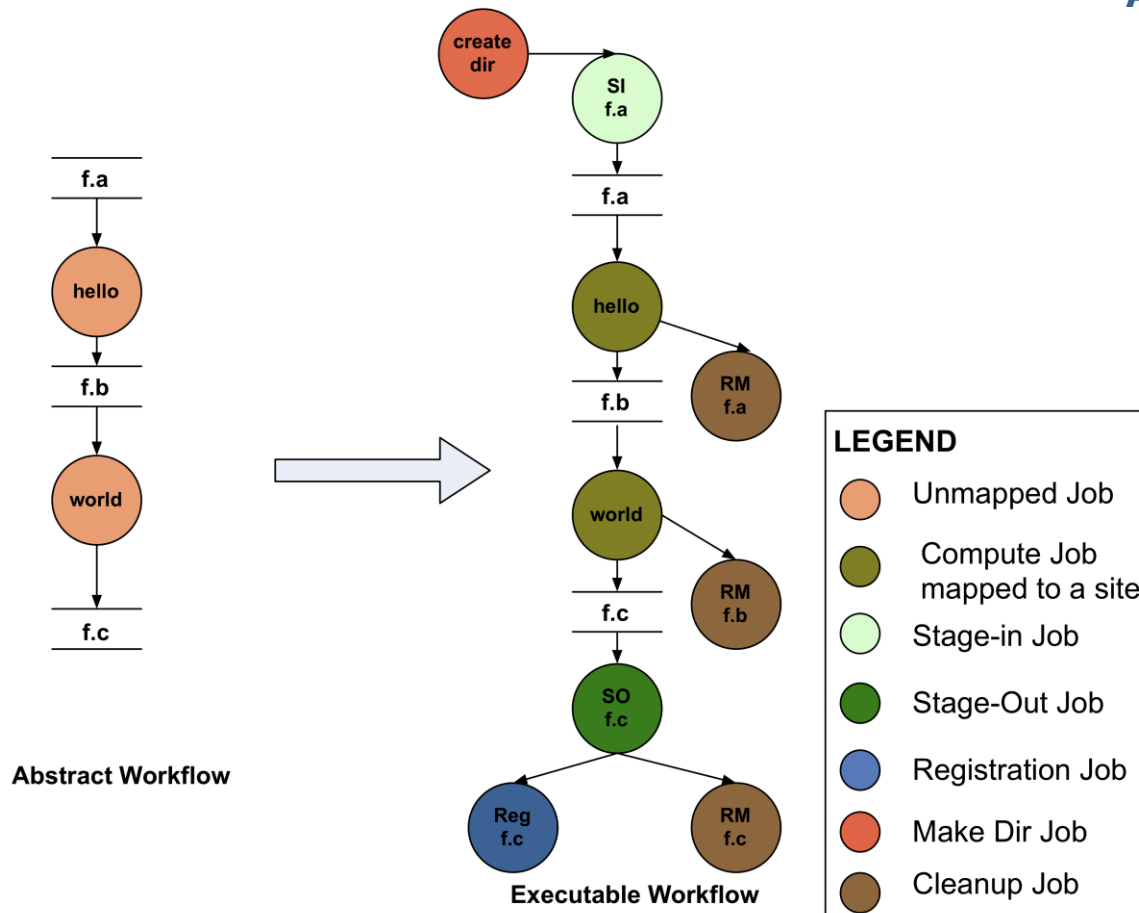 create
dir
SI
f.a
f.a
hello
RM
f.a
f.b
world
RM
f.b
f.c
SO
f.c
Reg
f.c
RM
f.c
Executable Workflow
f.a
hello
f.b
world
f.c
Abstract Workflow
LEGEND
Unmapped Job
Compute Job
mapped to a site
Stage-in Job
Stage-Out Job
Registration Job
Make Dir Job
Cleanup Job